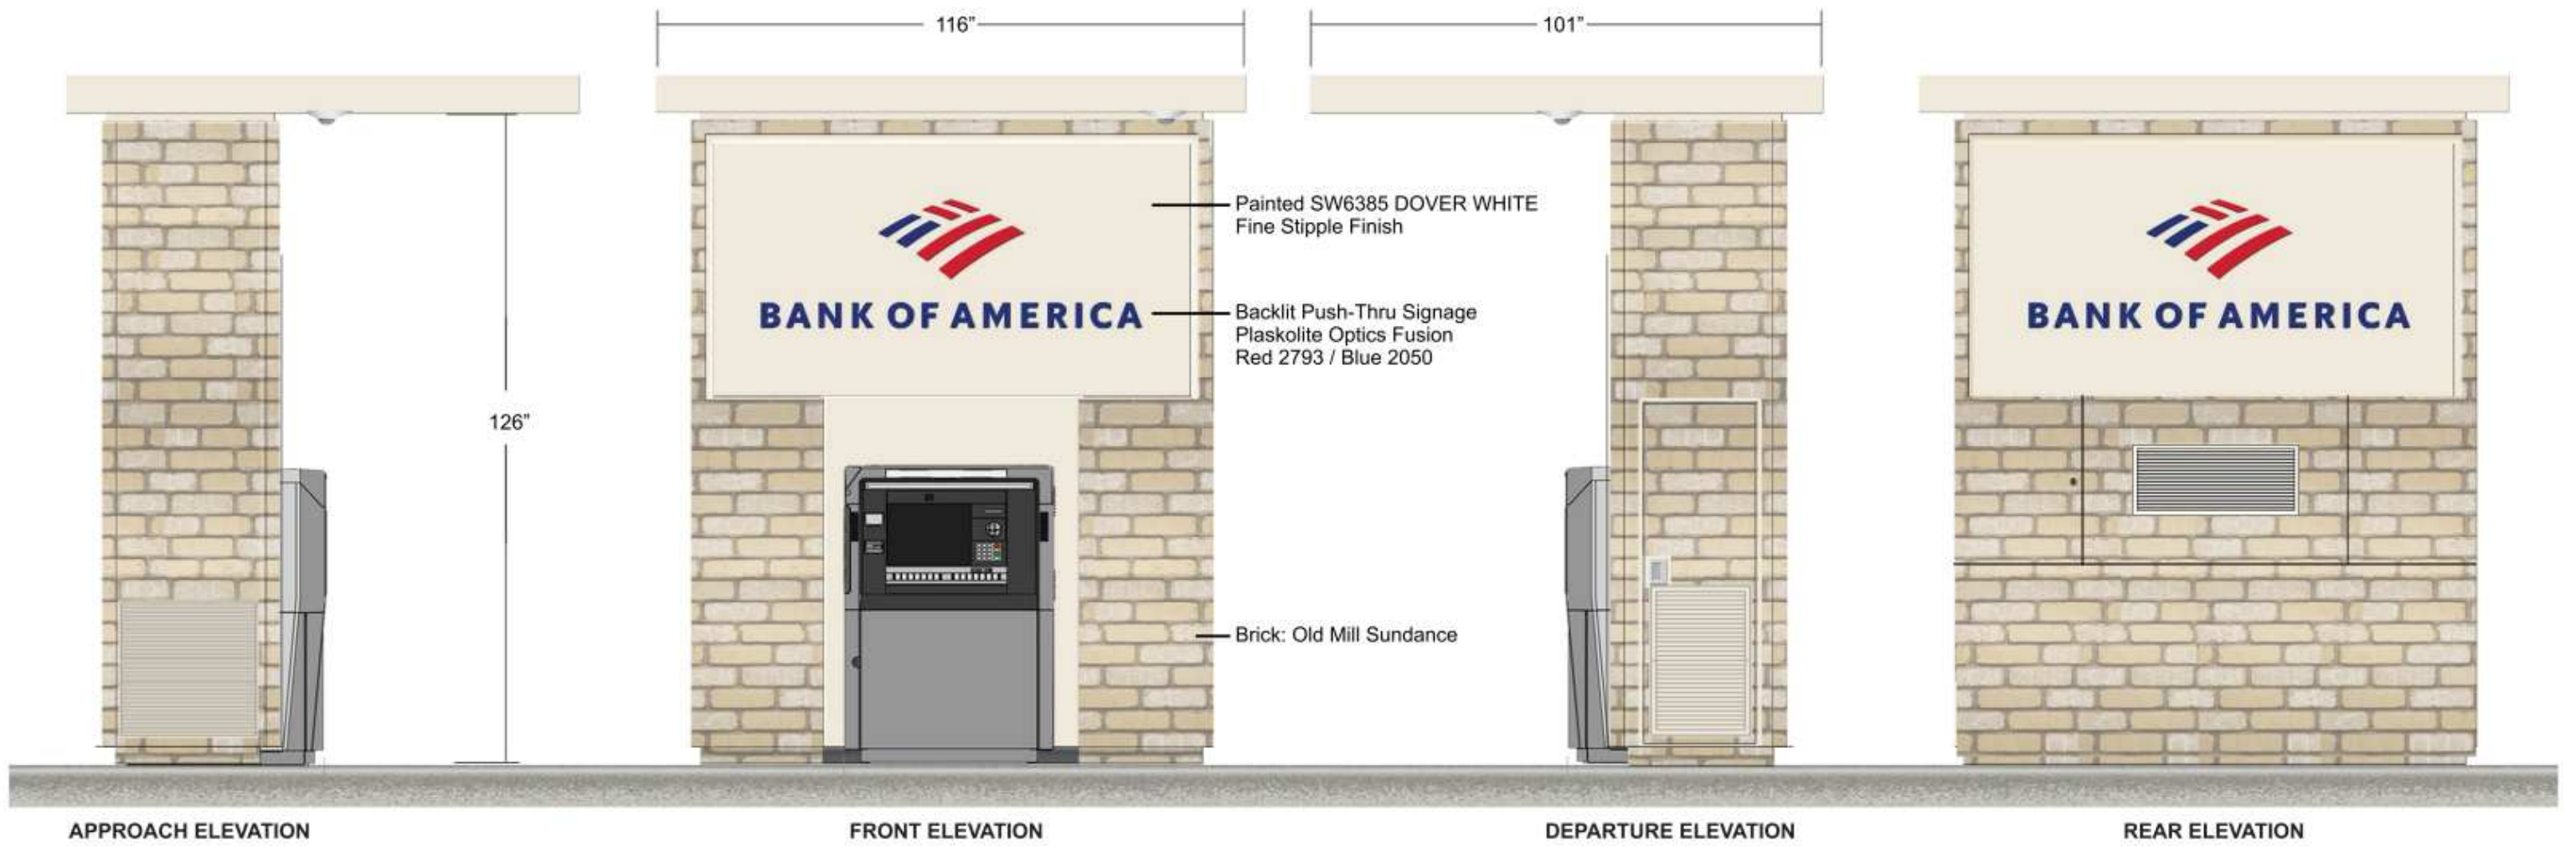 116”
101”
Painted SW6385 DOVER WHITE
Fine Stipple Finish
BANK OF AMERICA
Backlit Push-Thru Signage
Plaskolite Optics Fusion
Red 2793 / Blue 2050
BANK OF AMERICA
126”
Brick: Old Mill Sundance
APPROACH ELEVATION
FRONT ELEVATION
DEPARTURE ELEVATION
REAR ELEVATION